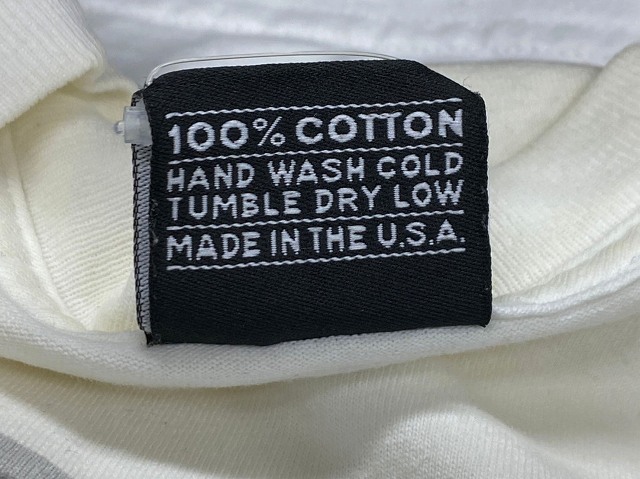 100% COTTON
HAND WASH COLD
TUMBLE DRY LOW
MADE IN THE U.S.A.